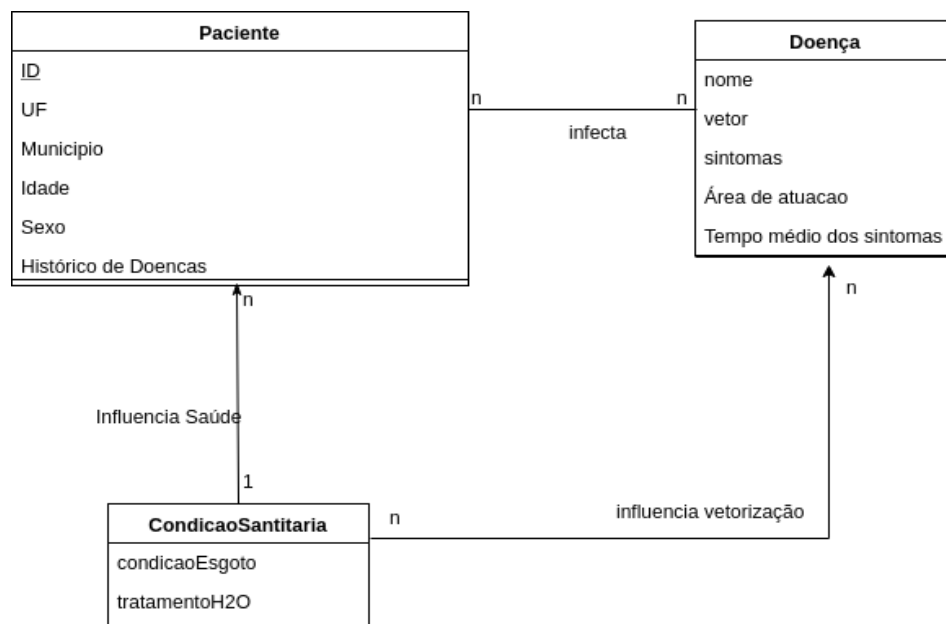 Paciente
ID
UF
Municipio
Idade
Sexo
Histórico de Doencas
Doença
nome
vetor
sintomas
Área de atuacao
Tempo médio dos sintomas
n
n
infecta
n
n
Influencia Saúde
1
CondicaoSantitaria
condicaoEsgoto
tratamentoH2O
n
influencia vetorização